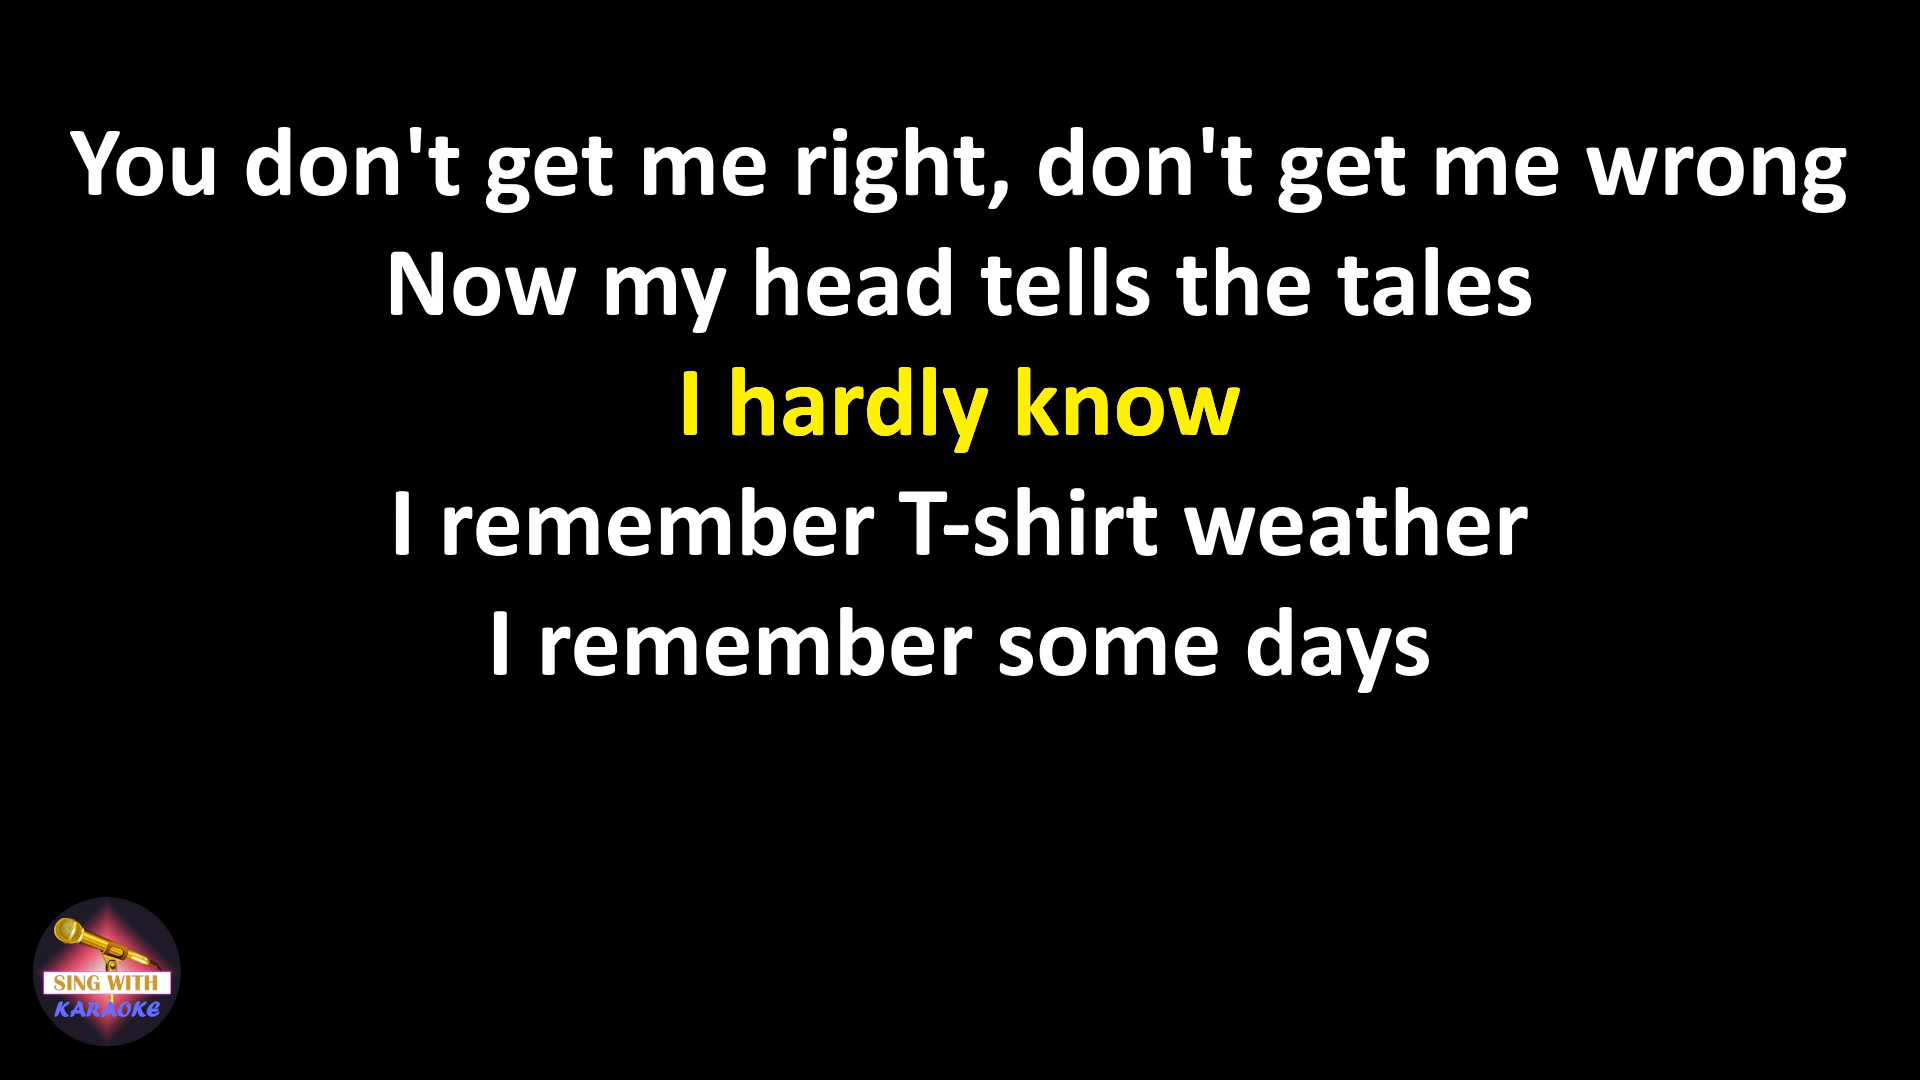 You don't get me right, don't get me wrong
Now my head tells the tales
I hardly know
I remember T-shirt weather
I remember some days
SING WITH
KARAOKE